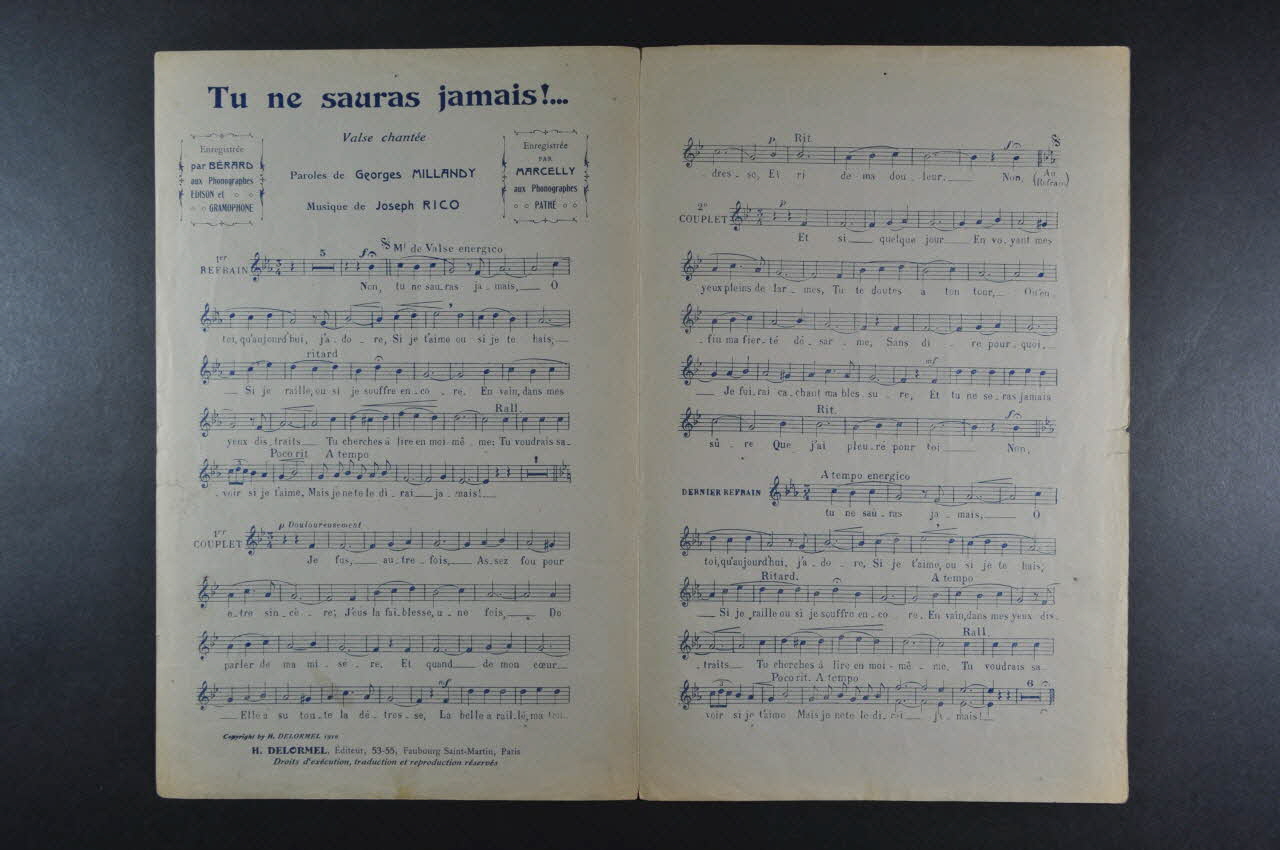 Tu ne sauras jamais!...
Valse chantée
Enregistrée
par BÉRARD
aux Phonographes
EDISON et
GRAMOPHONE
Paroles de Georges MILLANDY
Musique de Joseph RICO
Enregistrée
PAR
MARCELLY
aux Phonographes
PATHÉ
5 f Mt de Valse energico
1er
REFRAIN
Non, tu ne sau.ras ja.mais, O
toi, qu'aujourd'hui, j'a.do.re, Si je t'aime ou si je te hais,
ritard
Si je raille, ou si je souffre en.co.re. En vain, dans mes
Rall.
yeux dis.traits Tu cherches à lire en moi-mê.me; Tu voudrais sa.
Poco rit A tempo
.voir si je t'aime, Mais je ne te le di.rai ja.mais!
p Douloureusement
1er
COUPLET
Je fus, au.tre.fois, As.sez fou pour
ê.tre sin.cè.re; J'eus la fai.blesse, u.ne fois, De
parler de ma mi.sè.re. Et quand de mon cœur
mf
Elle a su tou.te la dé.tres.se, La belle a rail.lé, ma ten.
Copyright by H. DELORMEL 1910
H. DELORMEL, Éditeur, 53-55, Faubourg Saint-Martin, Paris
Droits d'exécution, traduction et reproduction réservés
p Rit. f
.dres.se, Et ri de ma dou.leur. Non, (Au Refrain)
2e
COUPLET
p
Et si quelque jour En vo.yant mes
yeux pleins de lar.mes, Tu te doutes à ton tour, Qu'en.
.fin ma fier.té dé.sar.me, Sans di.re pour.quoi,
mf
Je fui.rai ca.chant ma bles.su.re, Et tu ne se.ras jamais
Rit. f
sû.re Que j'ai pleu.ré pour toi Non,
A tempo energico
DERNIER REFRAIN
tu ne sau.ras ja.mais, O
toi, qu'aujourd'hui, j'a.do.re, Si je t'aime, ou si je te hais,
Ritard. A tempo
Si je raille ou si je souffre en.co.re. En vain, dans mes yeux dis.
Rall.
.traits Tu cherches à lire en moi-mê.me, Tu voudrais sa.
Poco rit. A tempo 6
voir si je t'aime Mais je ne te le di.rai ja.mais!